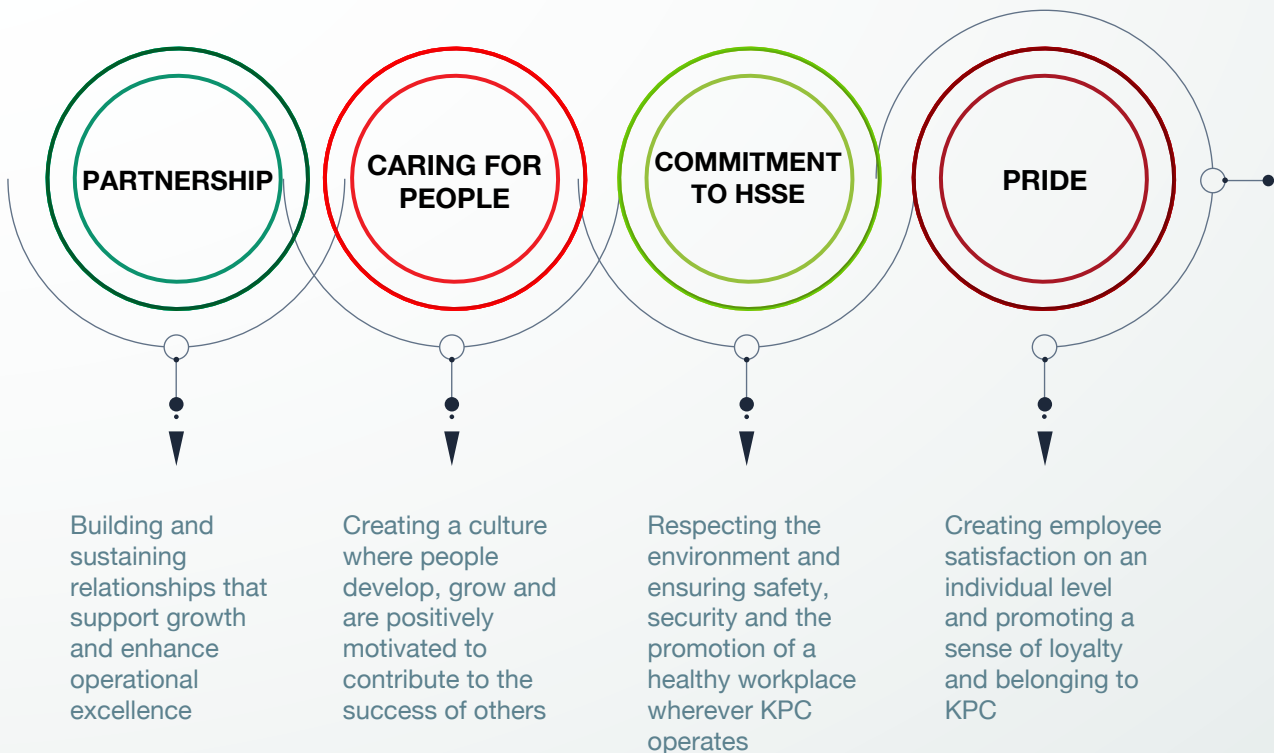 PARTNERSHIP
CARING FOR
PEOPLE
COMMITMENT
TO HSSE
PRIDE
Building and
sustaining
relationships that
support growth
and enhance
operational
excellence
Creating a culture
where people
develop, grow and
are positively
motivated to
contribute to the
success of others
Respecting the
environment and
ensuring safety,
security and the
promotion of a
healthy workplace
wherever KPC
operates
Creating employee
satisfaction on an
individual level
and promoting a
sense of loyalty
and belonging to
KPC